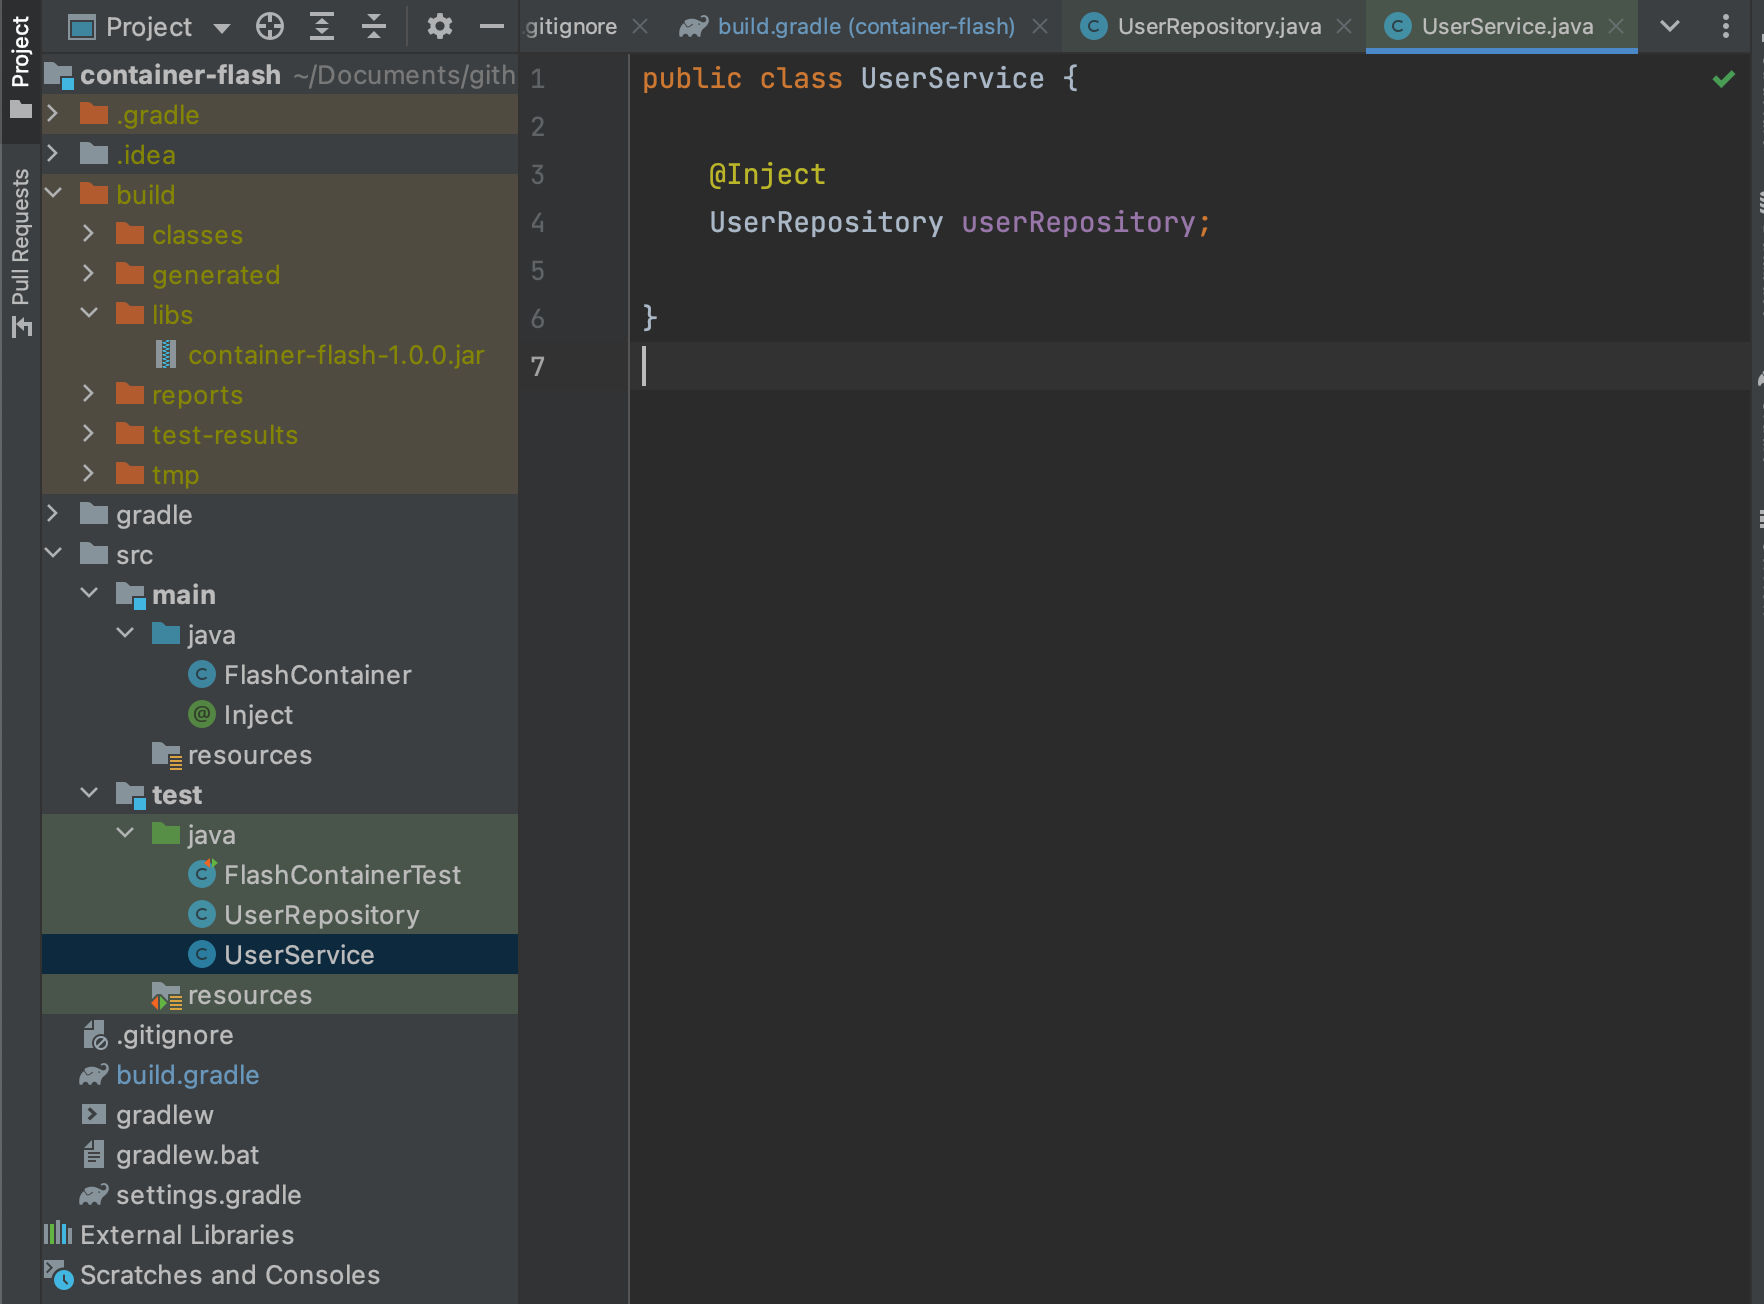 Project
Pull Requests
Project
container-flash ~/Documents/gith
.gradle
.idea
build
classes
generated
libs
container-flash-1.0.0.jar
reports
test-results
tmp
gradle
src
main
java
C FlashContainer
@ Inject
resources
test
java
C FlashContainerTest
C UserRepository
C UserService
resources
.gitignore
build.gradle
gradlew
gradlew.bat
settings.gradle
External Libraries
Scratches and Consoles
.gitignore
build.gradle (container-flash)
C UserRepository.java
C UserService.java
1 public class UserService {
2
3 @Inject
4 UserRepository userRepository;
5
6 }
7